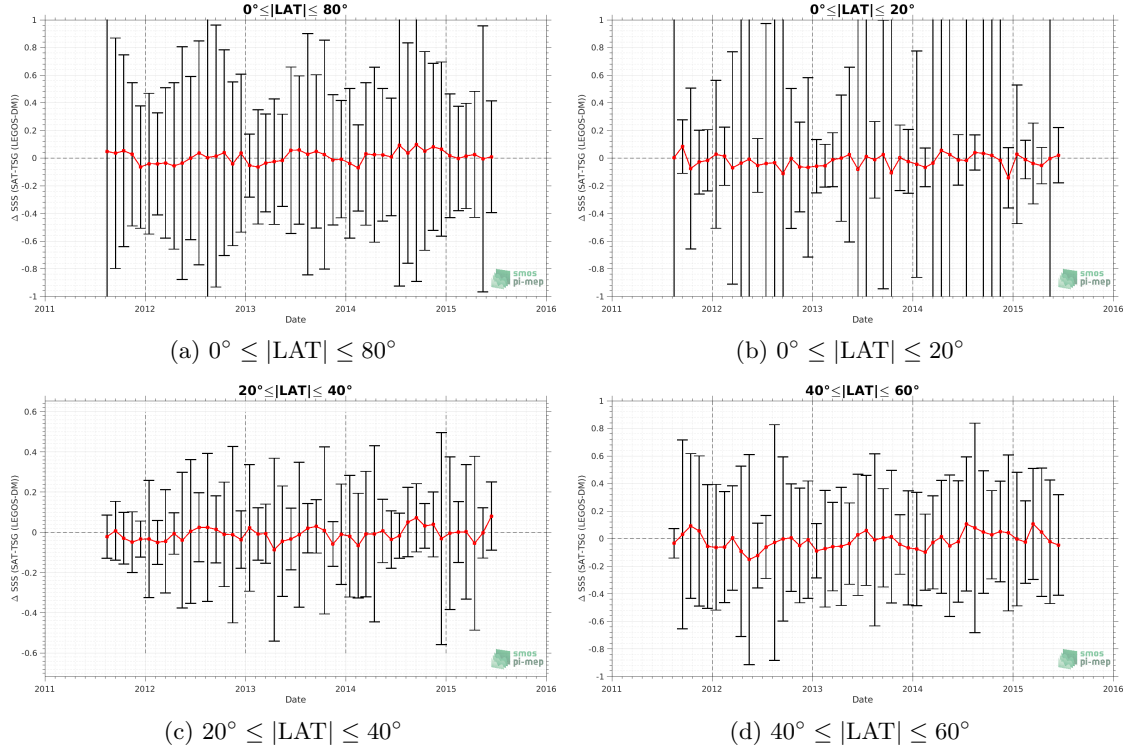 0°≤|LAT|≤ 80°
Δ SSS (SAT-TSG (LEGOS-DM))
1
0.8
0.6
0.4
0.2
0
-0.2
-0.4
-0.6
-0.8
-1
2011
2012
2013
2014
2015
2016
Date
smos
pi-mep
(a) 0° ≤ |LAT| ≤ 80°
0°≤|LAT|≤ 20°
Δ SSS (SAT-TSG (LEGOS-DM))
1
0.8
0.6
0.4
0.2
0
-0.2
-0.4
-0.6
-0.8
-1
2011
2012
2013
2014
2015
2016
Date
smos
pi-mep
(b) 0° ≤ |LAT| ≤ 20°
20°≤|LAT|≤ 40°
Δ SSS (SAT-TSG (LEGOS-DM))
0.6
0.4
0.2
0
-0.2
-0.4
-0.6
2011
2012
2013
2014
2015
2016
Date
smos
pi-mep
(c) 20° ≤ |LAT| ≤ 40°
40°≤|LAT|≤ 60°
Δ SSS (SAT-TSG (LEGOS-DM))
1
0.8
0.6
0.4
0.2
0
-0.2
-0.4
-0.6
-0.8
-1
2011
2012
2013
2014
2015
2016
Date
smos
pi-mep
(d) 40° ≤ |LAT| ≤ 60°